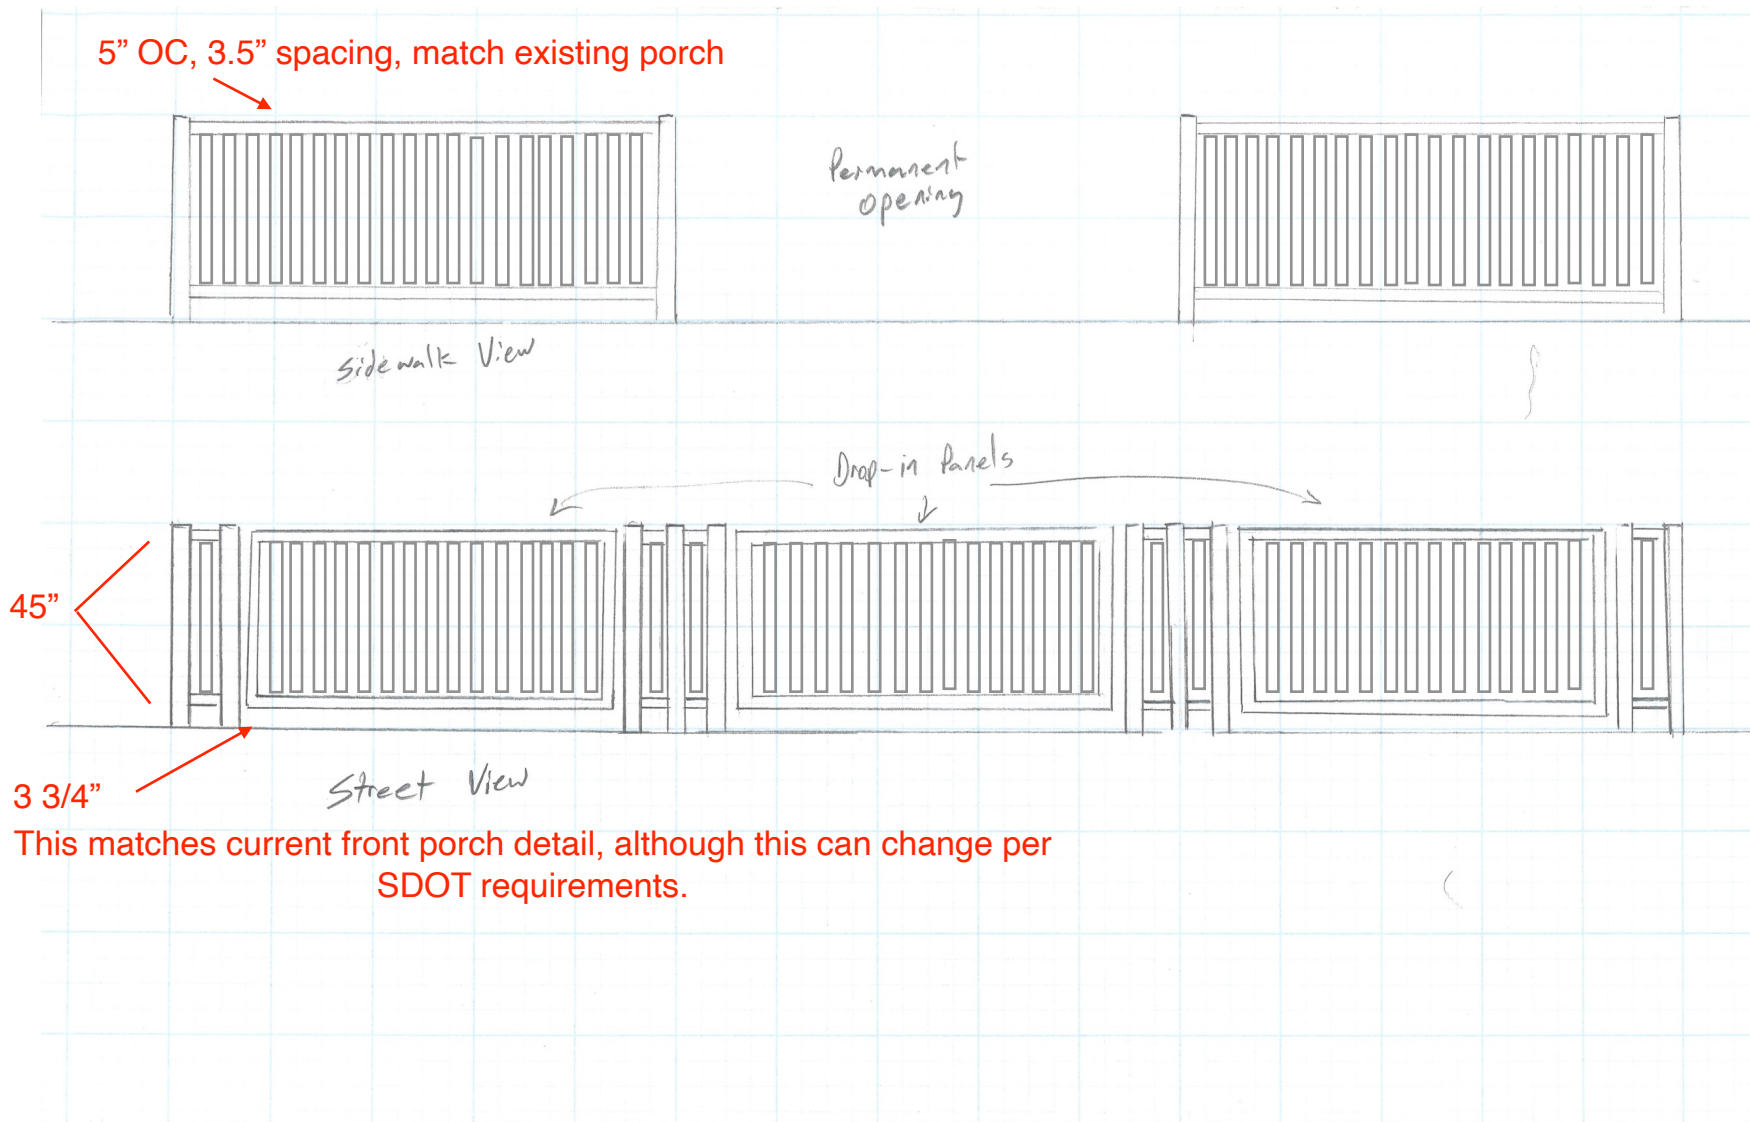 5” OC, 3.5” spacing, match existing porch
Permanent
opening
Sidewalk View
Drop-in Panels
45”
3 3/4”
Street View
This matches current front porch detail, although this can change per
SDOT requirements.